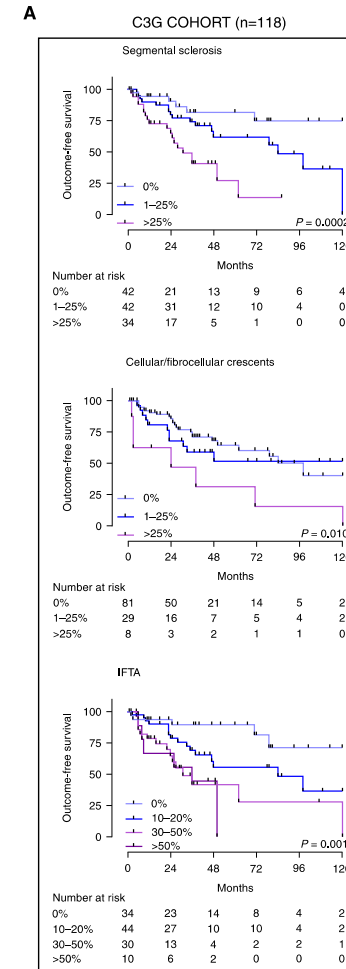 A
C3G COHORT (n=118)
Segmental sclerosis
100
75
50
25
0
Outcome-free survival
0%
1–25%
>25%
P = 0.0002
0 24 48 72 96 120
Months
Number at risk
0% 42 21 13 9 6 4
1–25% 42 31 12 10 4 0
>25% 34 17 5 1 0 0
Cellular/fibrocellular crescents
100
75
50
25
0
Outcome-free survival
0%
1–25%
>25%
P = 0.010
0 24 48 72 96 120
Months
Number at risk
0% 81 50 21 14 5 2
1–25% 29 16 7 5 4 2
>25% 8 3 2 1 1 0
IFTA
100
75
50
25
0
Outcome-free survival
0%
10–20%
30–50%
>50%
P = 0.001
0 24 48 72 96 120
Months
Number at risk
0% 34 23 14 8 4 2
10–20% 44 27 10 10 4 2
30–50% 30 13 4 2 2 1
>50% 10 6 2 0 0 0